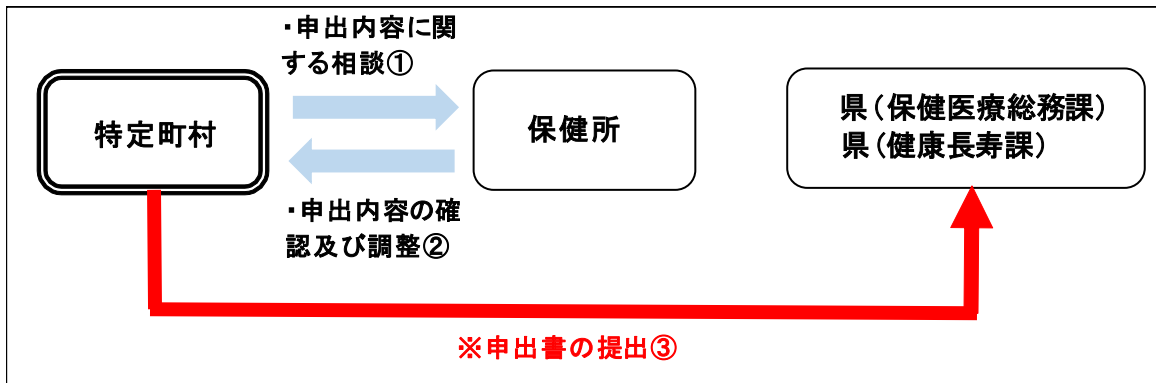 ・申出内容に関
する相談①
特定町村
保健所
県（保健医療総務課）
県（健康長寿課）
・申出内容の確
認及び調整②
※申出書の提出③